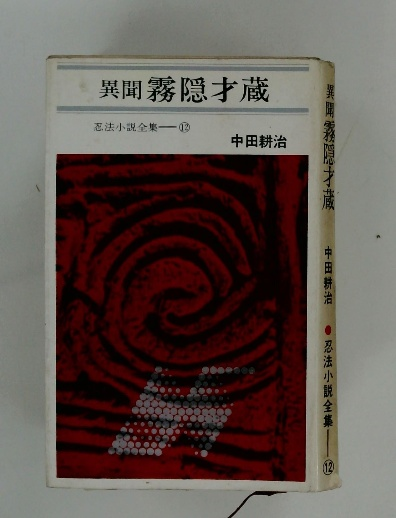 異聞 霧隠才蔵
忍法小説全集——⑫
中田耕治
異聞 霧隠才蔵 中田耕治 ● 忍法小説全集——⑫